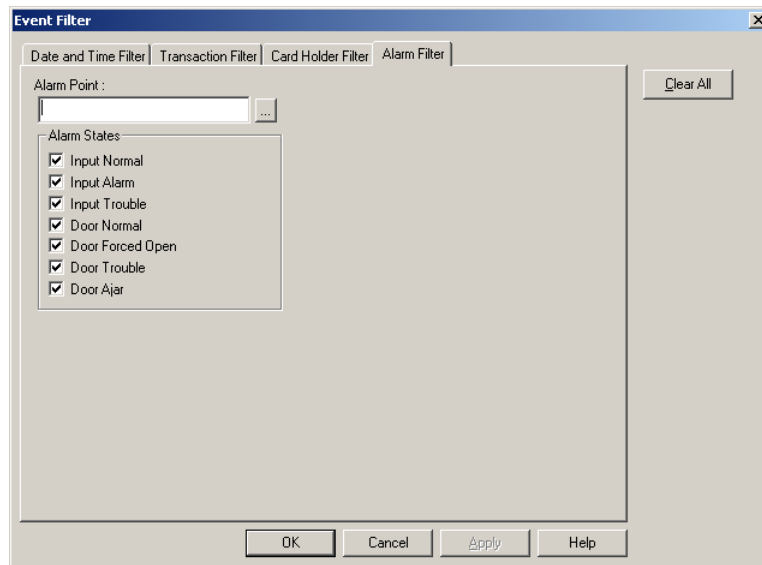 Event Filter
Date and Time Filter Transaction Filter Card Holder Filter Alarm Filter
Alarm Point :
Clear All
...
Alarm States
Input Normal
Input Alarm
Input Trouble
Door Normal
Door Forced Open
Door Trouble
Door Ajar
OK Cancel Apply Help